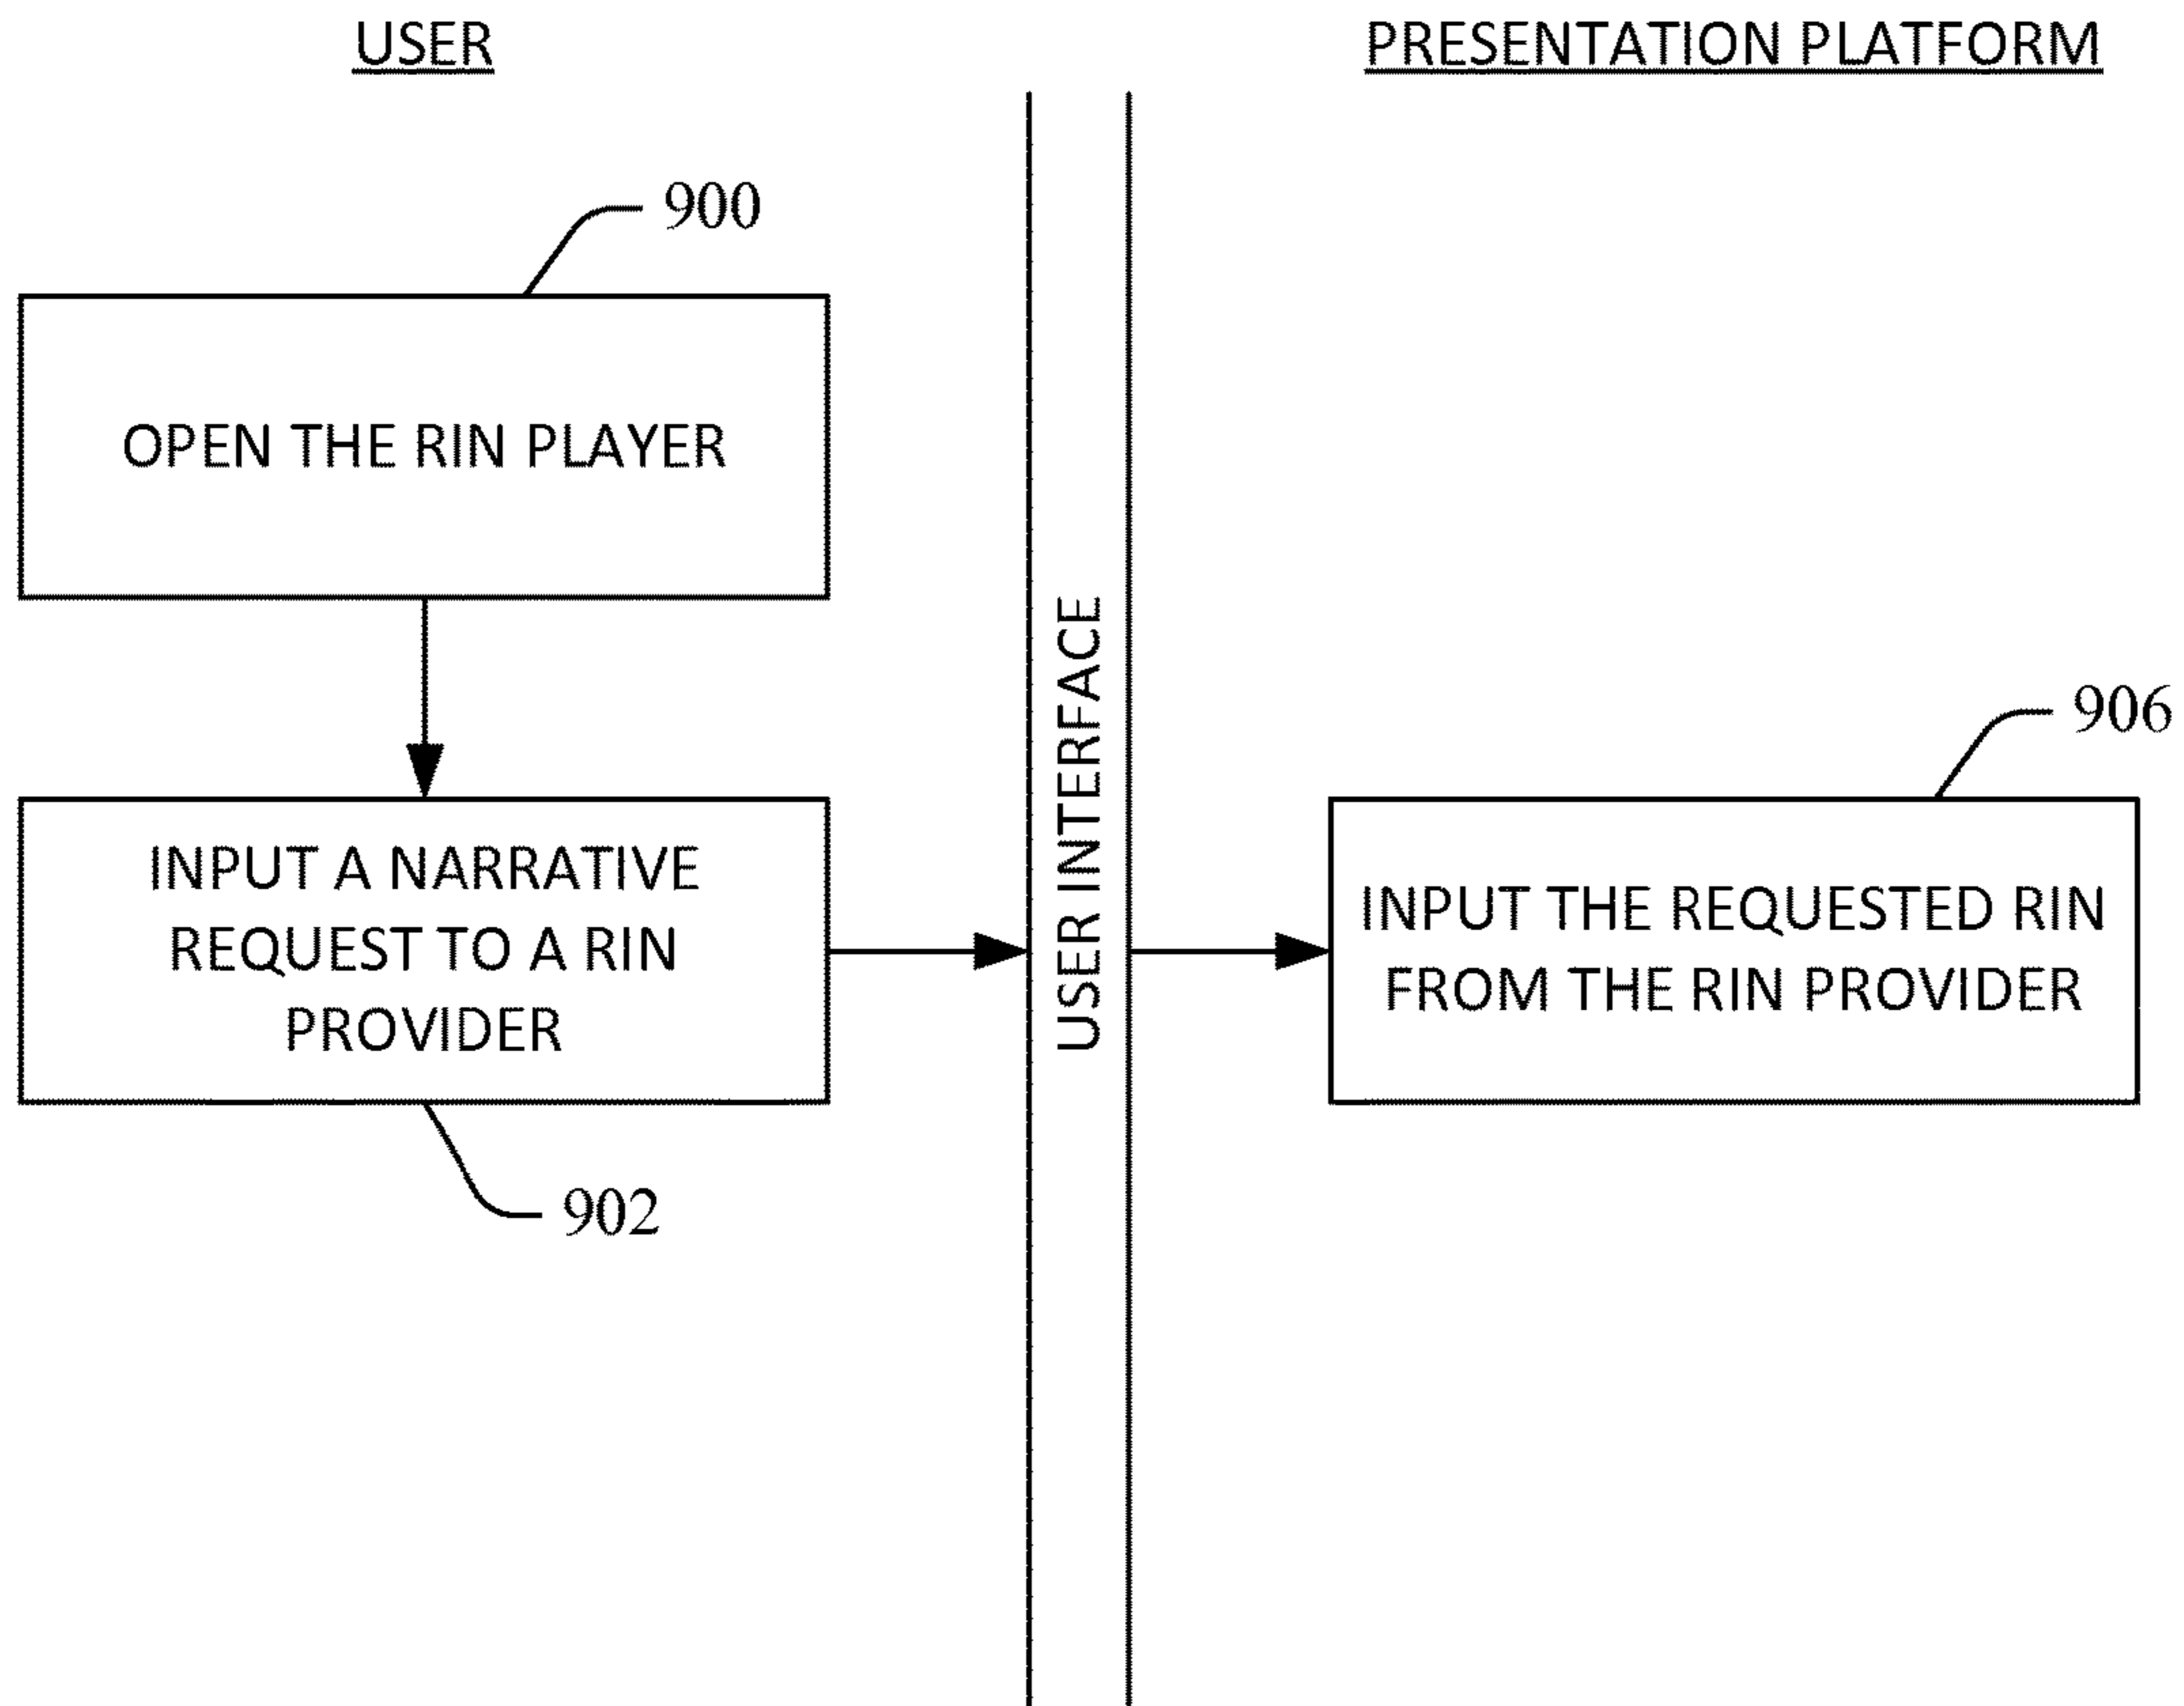 USER
PRESENTATION PLATFORM
900
OPEN THE RIN PLAYER
USER INTERFACE
906
INPUT A NARRATIVE
REQUEST TO A RIN
PROVIDER
INPUT THE REQUESTED RIN
FROM THE RIN PROVIDER
902